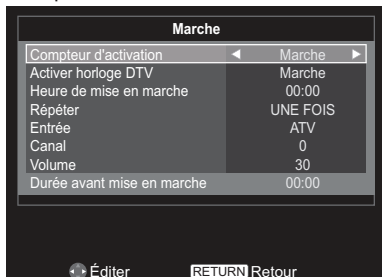 Marche
Compteur d'activation ◄ Marche ►
Activer horloge DTV Marche
Heure de mise en marche 00:00
Répéter UNE FOIS
Entrée ATV
Canal 0
Volume 30
Durée avant mise en marche 00:00
Éditer RETURN Retour